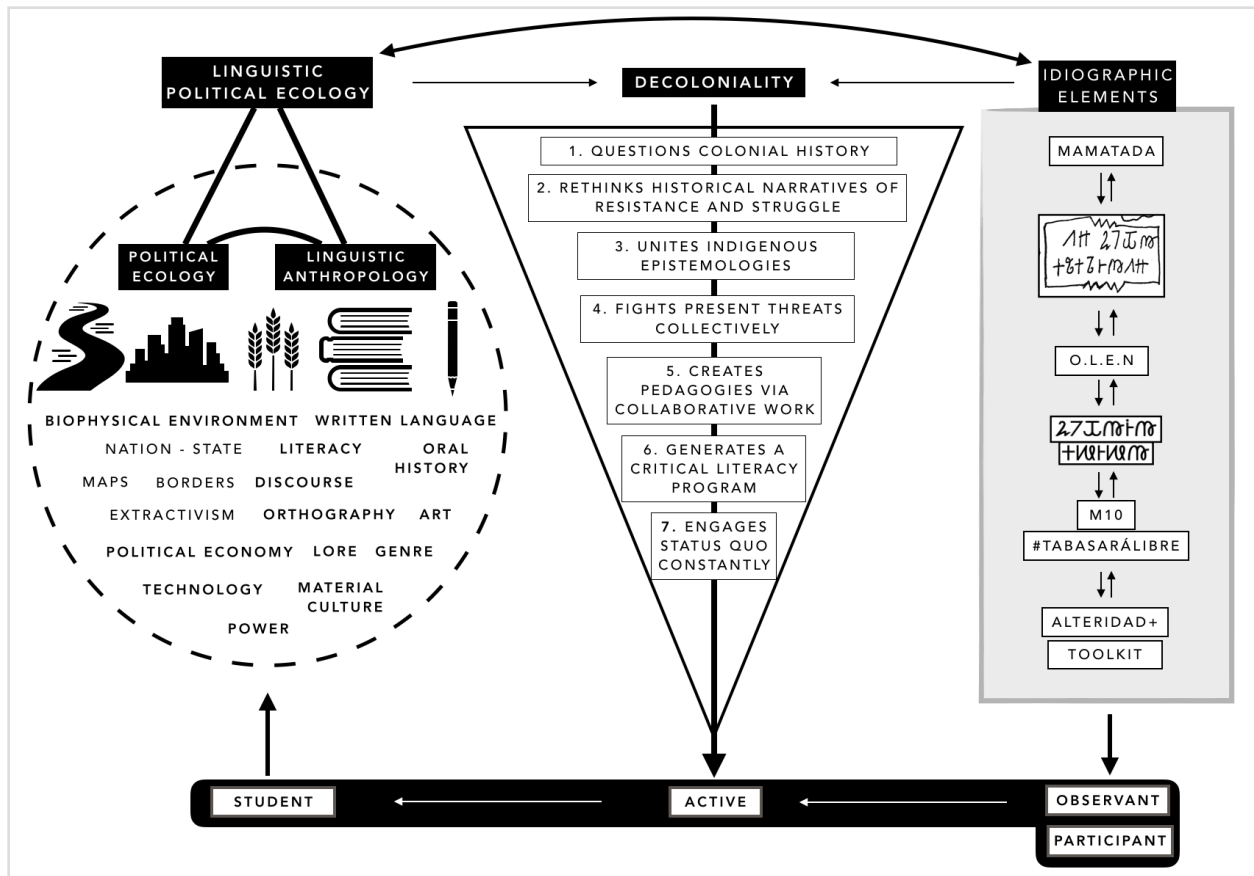 LINGUISTIC
POLITICAL ECOLOGY
DECOLONIALITY
IDIOGRAPHIC
ELEMENTS
POLITICAL
ECOLOGY
LINGUISTIC
ANTHROPOLOGY
BIOPHYSICAL ENVIRONMENT WRITTEN LANGUAGE
NATION - STATE LITERACY ORAL
HISTORY
MAPS BORDERS DISCOURSE
EXTRACTIVISM ORTHOGRAPHY ART
POLITICAL ECONOMY LORE GENRE
TECHNOLOGY MATERIAL
CULTURE
POWER
1. QUESTIONS COLONIAL HISTORY
2. RETHINKS HISTORICAL NARRATIVES OF
RESISTANCE AND STRUGGLE
3. UNITES INDIGENOUS
EPISTEMOLOGIES
4. FIGHTS PRESENT THREATS
COLLECTIVELY
5. CREATES
PEDAGOGIES VIA
COLLABORATIVE WORK
6. GENERATES A
CRITICAL LITERACY
PROGRAM
7. ENGAGES
STATUS QUO
CONSTANTLY
MAMATADA
O.L.E.N
M10
#TABASARÁLIBRE
ALTERIDAD+
TOOLKIT
STUDENT
ACTIVE
OBSERVANT
PARTICIPANT